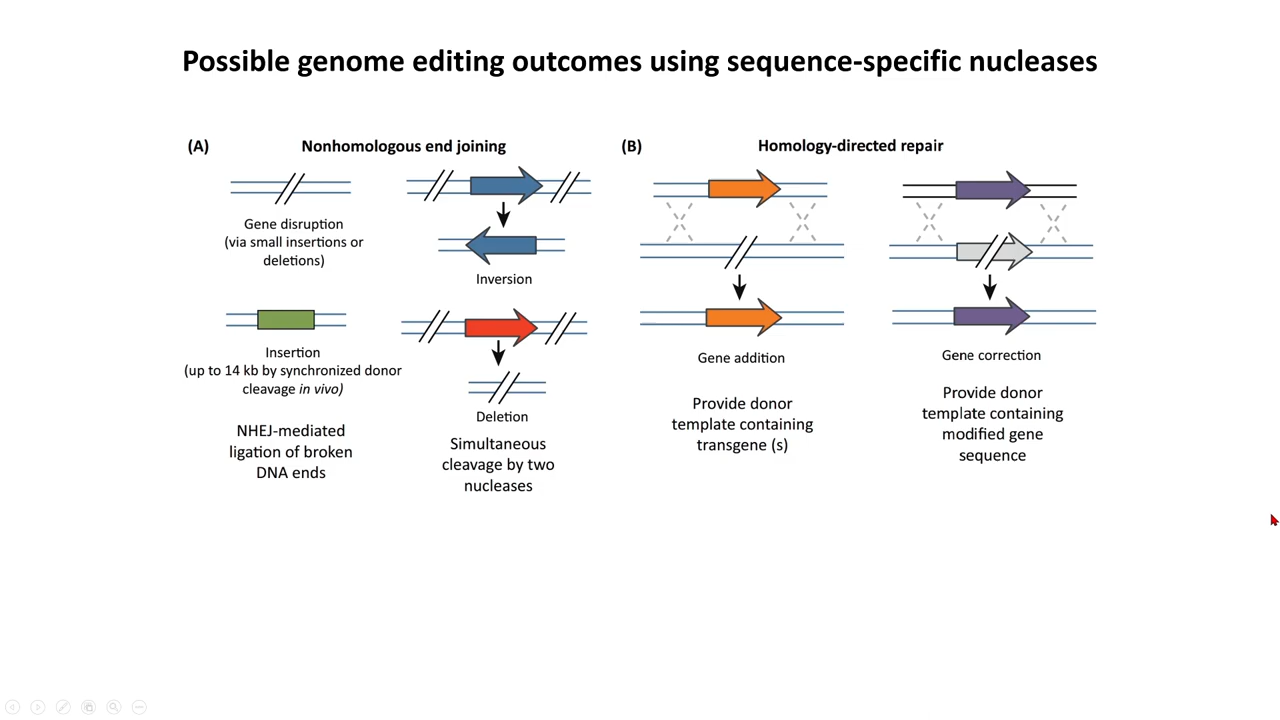 Possible genome editing outcomes using sequence-specific nucleases
(A)
Nonhomologous end joining
Gene disruption
(via small insertions or
deletions)
Inversion
Insertion
(up to 14 kb by synchronized donor
cleavage in vivo)
NHEJ-mediated
ligation of broken
DNA ends
Deletion
Simultaneous
cleavage by two
nucleases
(B)
Homology-directed repair
Gene addition
Provide donor
template containing
transgene (s)
Gene correction
Provide donor
template containing
modified gene
sequence